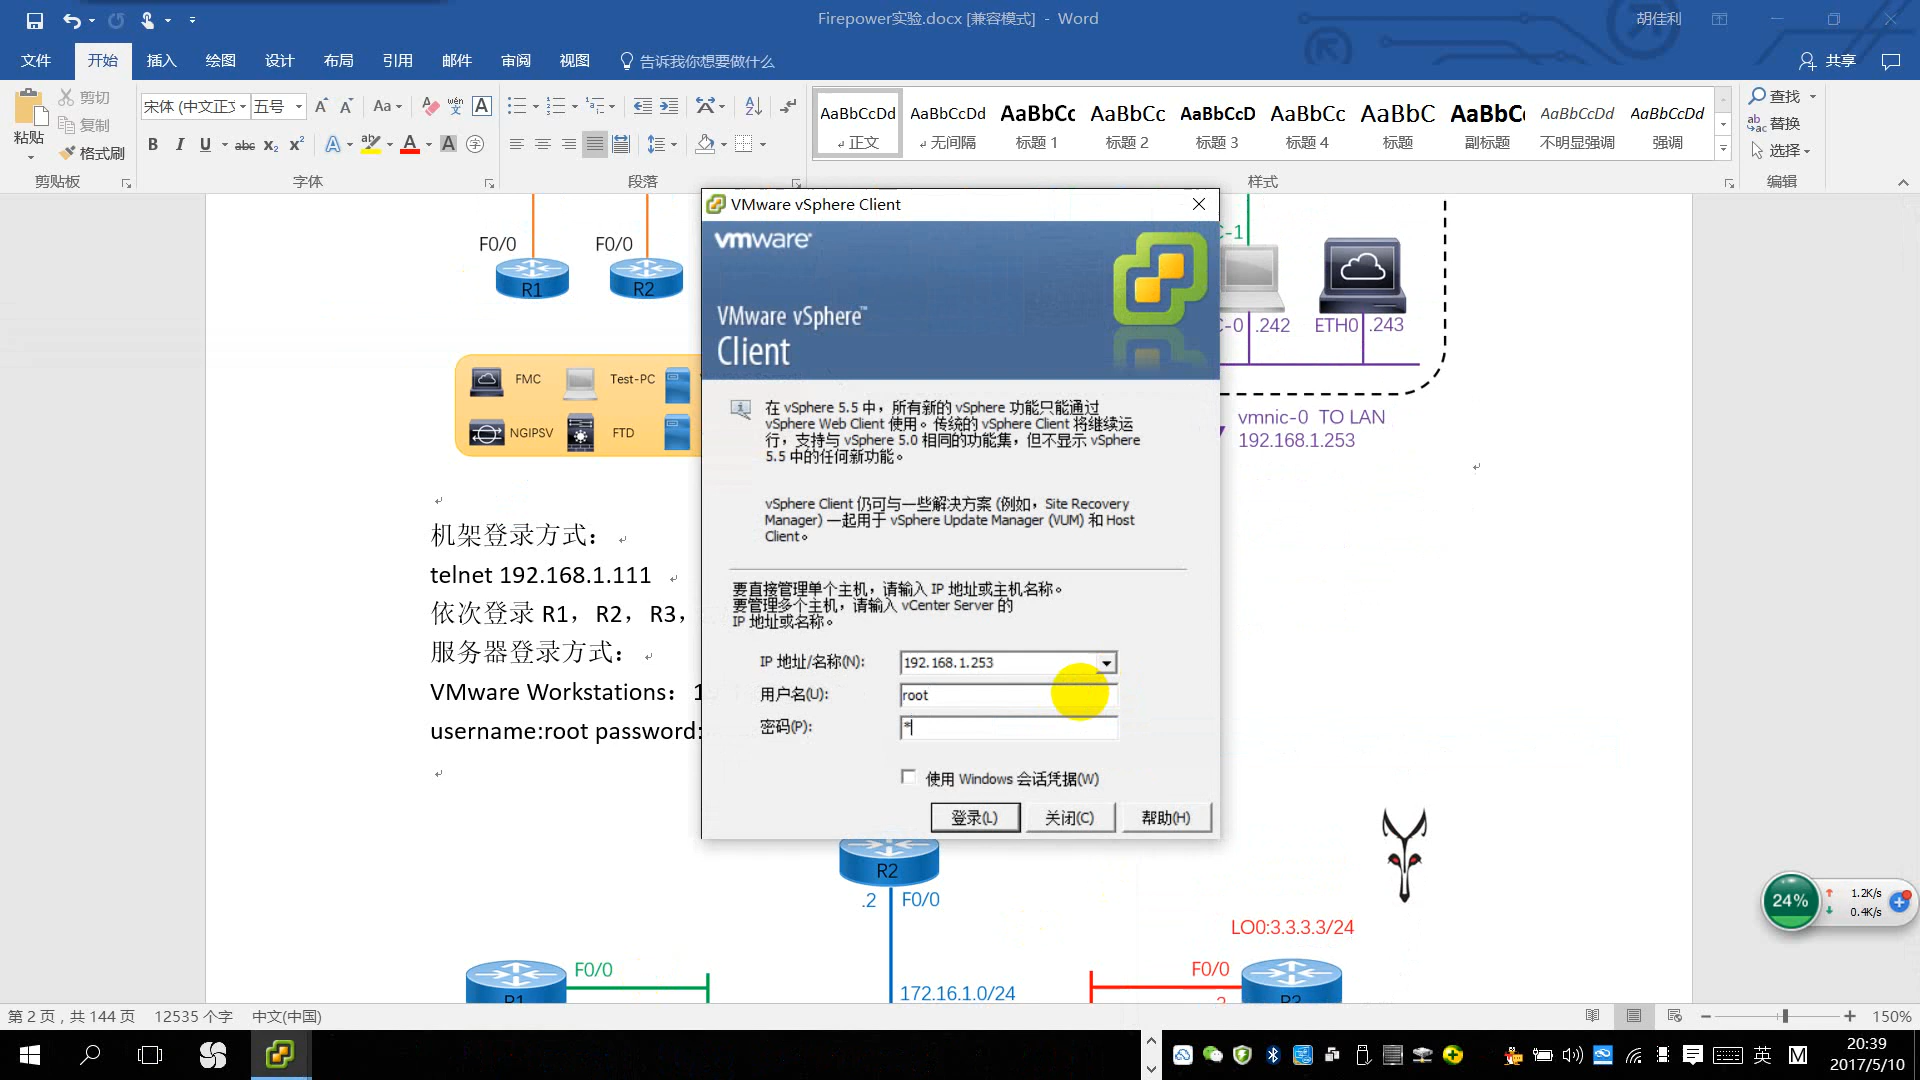 Firepower实验.docx [兼容模式] - Word
胡佳利
文件 开始 插入 绘图 设计 布局 引用 邮件 审阅 视图 告诉我你想要做什么
共享
粘贴
剪切
复制
格式刷
宋体 (中文正 五号
AaBbCcDd AaBbCcDd AaBbCc AaBbCc AaBbCcD AaBbCc AaBbC AaBbC AaBbCcDd AaBbCcDd
正文 无间隔 标题 1 标题 2 标题 3 标题 4 标题 副标题 不明显强调 强调
查找
替换
选择
剪贴板 字体 段落 样式 编辑
VMware vSphere Client
vmware
VMware vSphere™
Client
在 vSphere 5.5 中，所有新的 vSphere 功能只能通过
vSphere Web Client 使用。传统的 vSphere Client 将继续运
行，支持与 vSphere 5.0 相同的功能集，但不显示 vSphere
5.5 中的任何新功能。
vSphere Client 仍可与一些解决方案 (例如，Site Recovery
Manager) 一起用于 vSphere Update Manager (VUM) 和 Host
Client。
要直接管理单个主机，请输入 IP 地址或主机名称。
要管理多个主机，请输入 vCenter Server 的
IP 地址或名称。
IP 地址/名称(N): 192.168.1.253
用户名(U): root
密码(P): *
使用 Windows 会话凭据(W)
登录(L) 关闭(C) 帮助(H)
F0/0 F0/0
R1 R2
FMC Test-PC
NGIPSV FTD
C-1
C-0 .242 ETH0 .243
vmnic-0 TO LAN
192.168.1.253
机架登录方式：
telnet 192.168.1.111
依次登录 R1，R2，R3，
服务器登录方式：
VMware Workstations：1
username:root password:
R2
.2 F0/0
LO0:3.3.3.3/24
F0/0
F0/0
172.16.1.0/24
R1
24%
1.2K/s
0.4K/s
第 2 页，共 144 页 12535 个字 中文(中国)
150%
英
M
20:39
2017/5/10